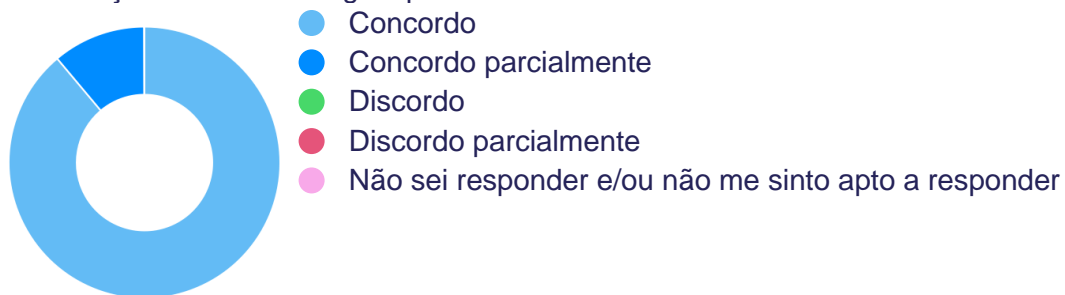 Concordo
Concordo parcialmente
Discordo
Discordo parcialmente
Não sei responder e/ou não me sinto apto a responder